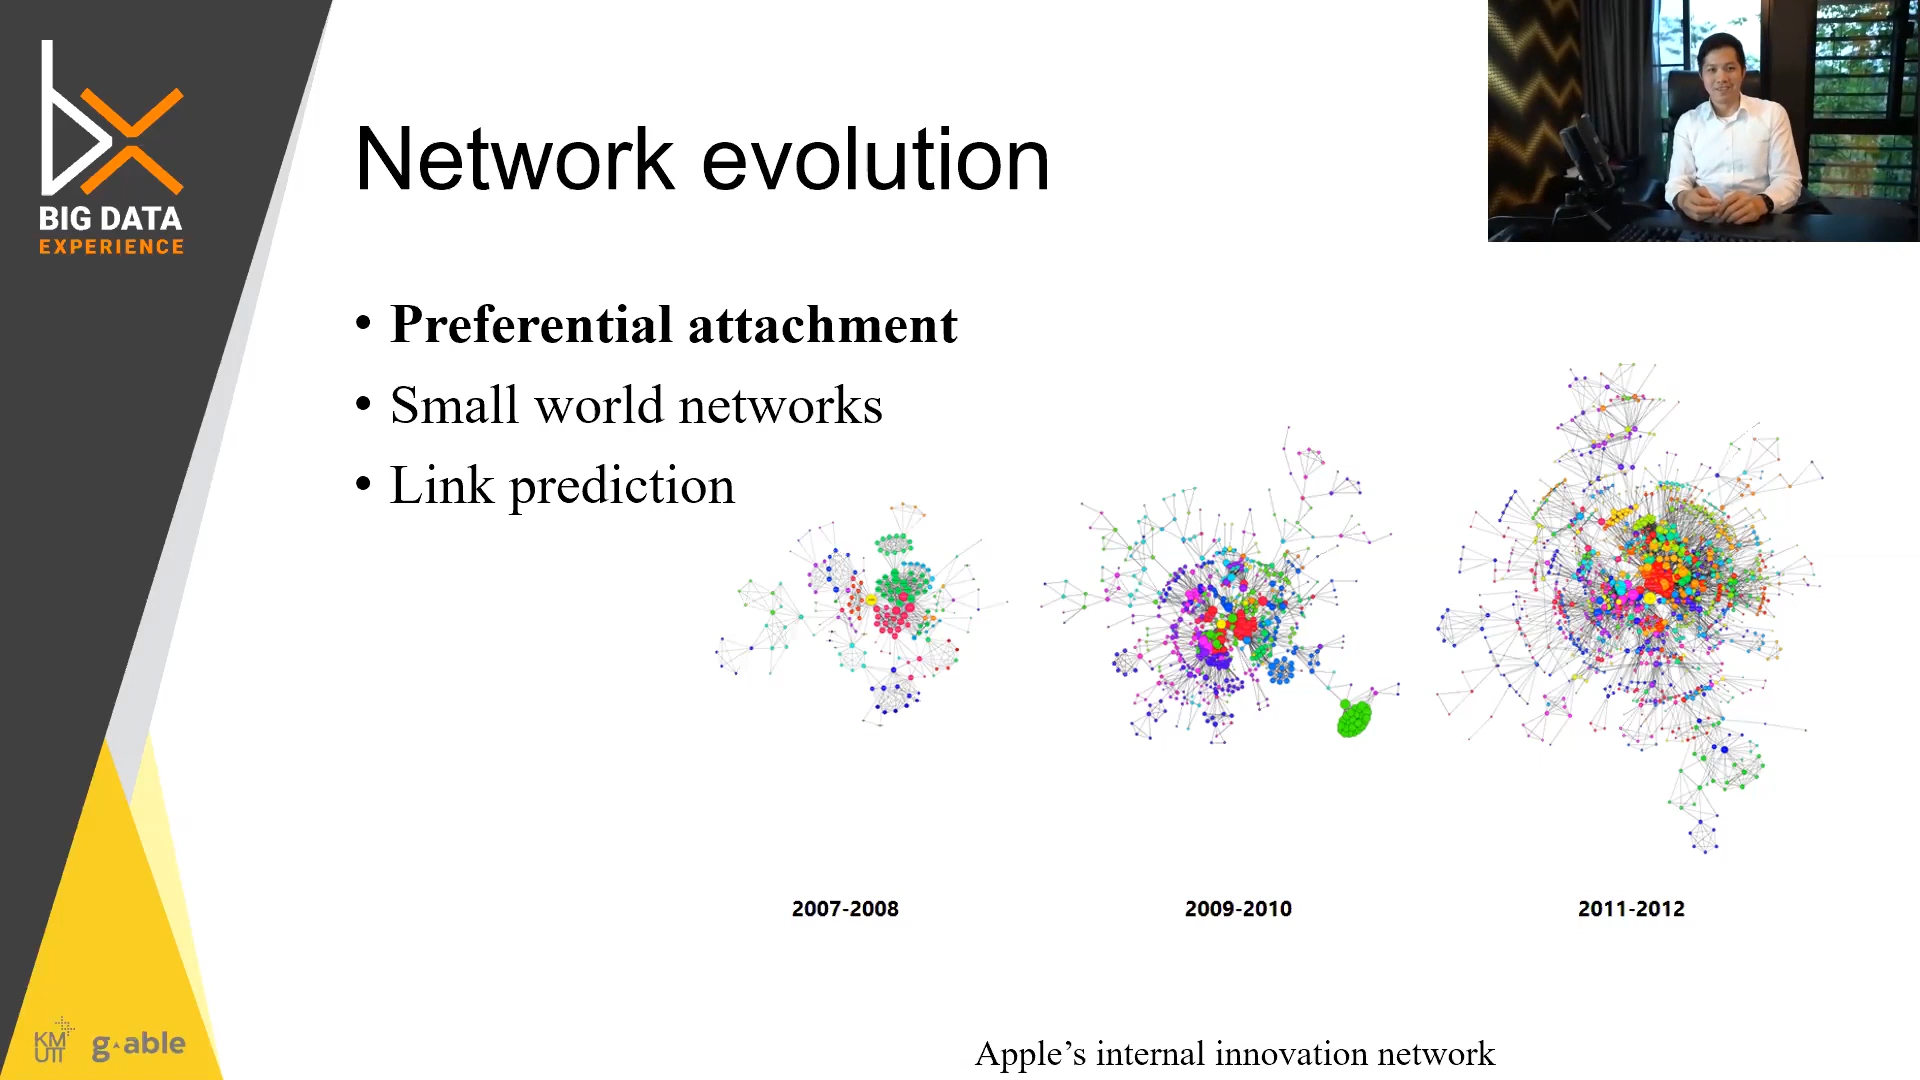 BIG DATA
EXPERIENCE
Network evolution
• Preferential attachment
• Small world networks
• Link prediction
2007-2008
2009-2010
2011-2012
KM
UTT
g·able
Apple’s internal innovation network